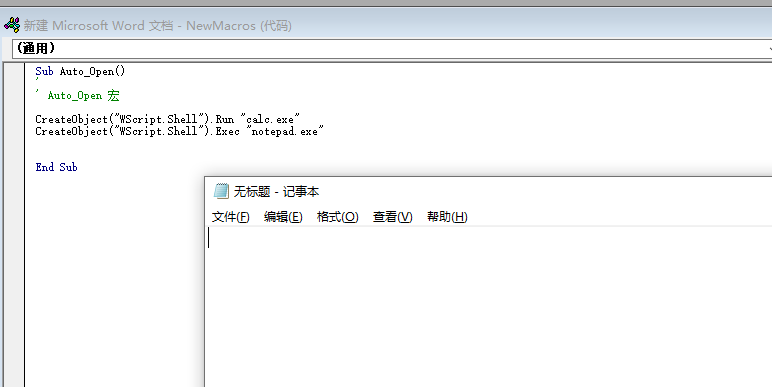 新建 Microsoft Word 文档 - NewMacros (代码)
(通用)
Sub Auto_Open()
'
' Auto_Open 宏
CreateObject("WScript.Shell").Run "calc.exe"
CreateObject("WScript.Shell").Exec "notepad.exe"
End Sub
无标题 - 记事本
文件(F) 编辑(E) 格式(O) 查看(V) 帮助(H)